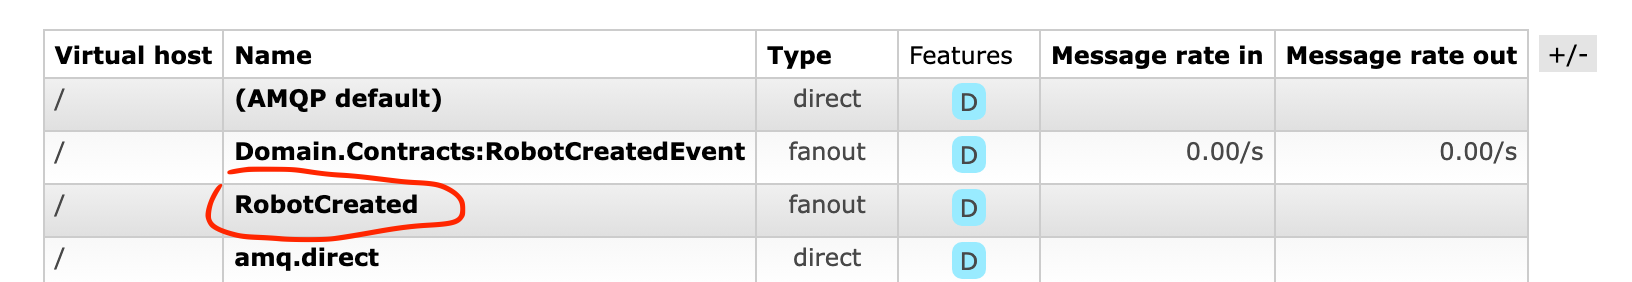 Virtual host Name Type Features Message rate in Message rate out +/-
/ (AMQP default) direct D
/ Domain.Contracts:RobotCreatedEvent fanout D 0.00/s 0.00/s
/ RobotCreated fanout D
/ amq.direct direct D